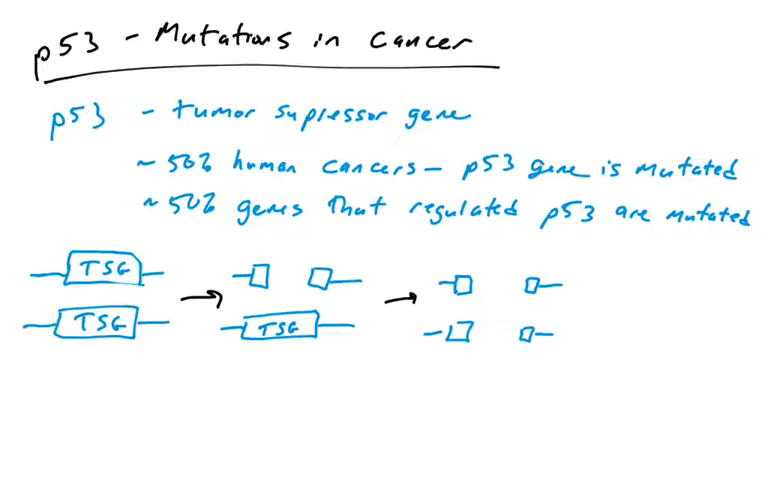 p53 - Mutations in cancer
p53 - tumor supressor gene
~ 50% human cancers - p53 gene is mutated
~ 50% genes that regulated p53 are mutated
TSG
TSG
TSG